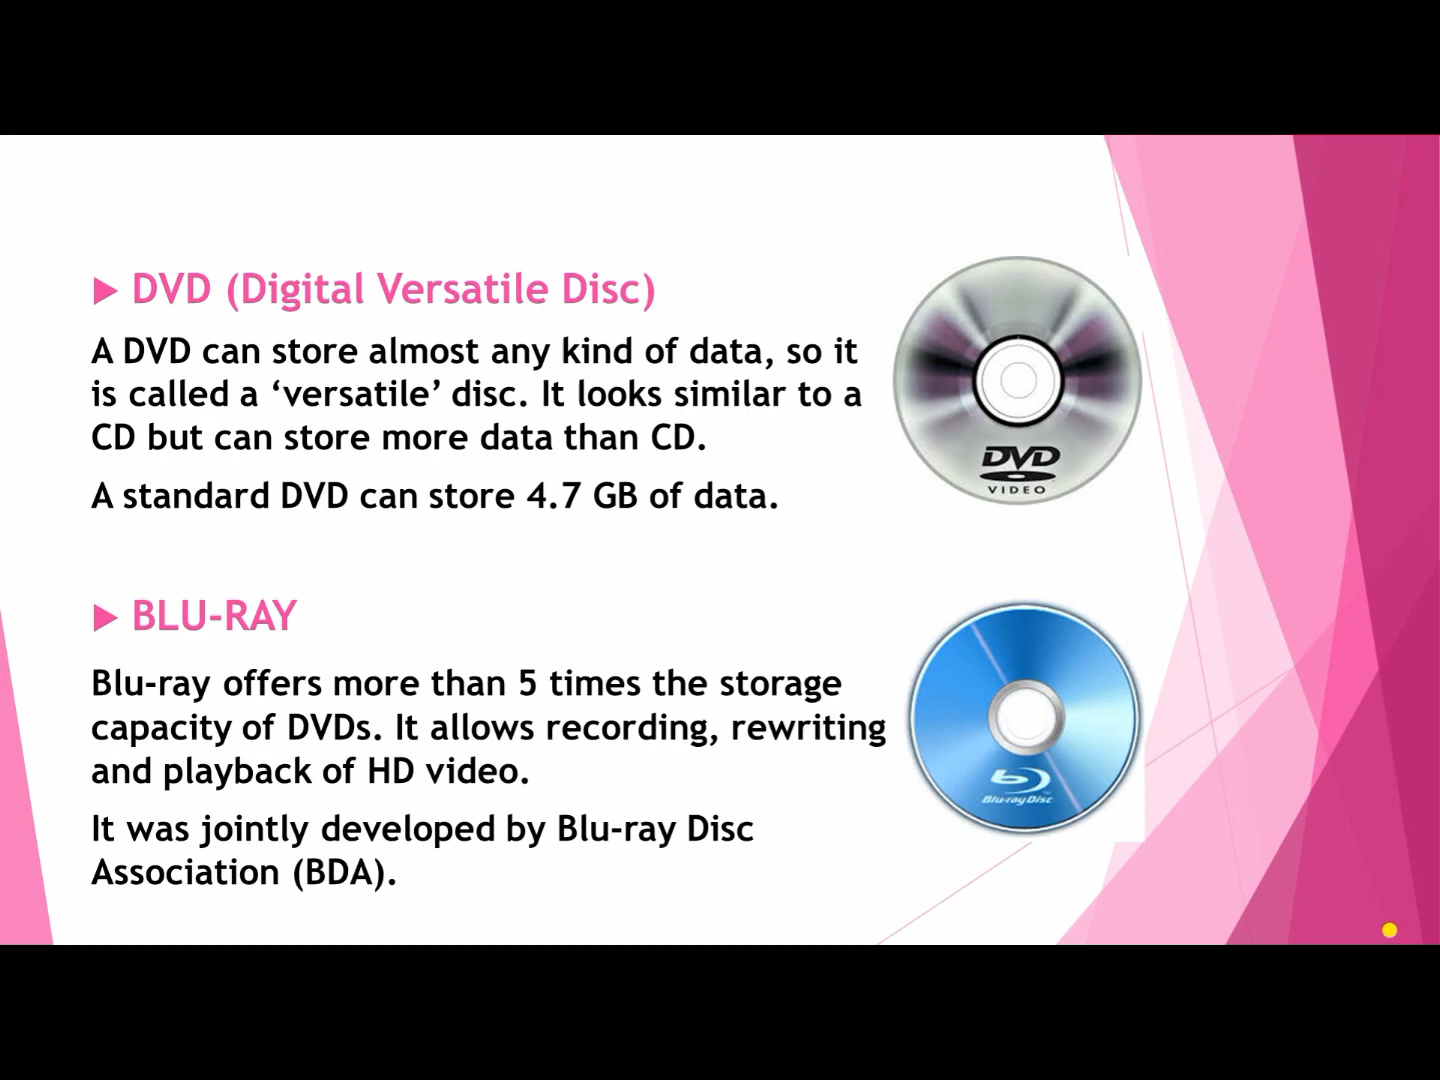 DVD (Digital Versatile Disc)
A DVD can store almost any kind of data, so it
is called a ‘versatile’ disc. It looks similar to a
CD but can store more data than CD.
A standard DVD can store 4.7 GB of data.
DVD
VIDEO
BLU-RAY
Blu-ray offers more than 5 times the storage
capacity of DVDs. It allows recording, rewriting
and playback of HD video.
It was jointly developed by Blu-ray Disc
Association (BDA).
Blu-ray Disc